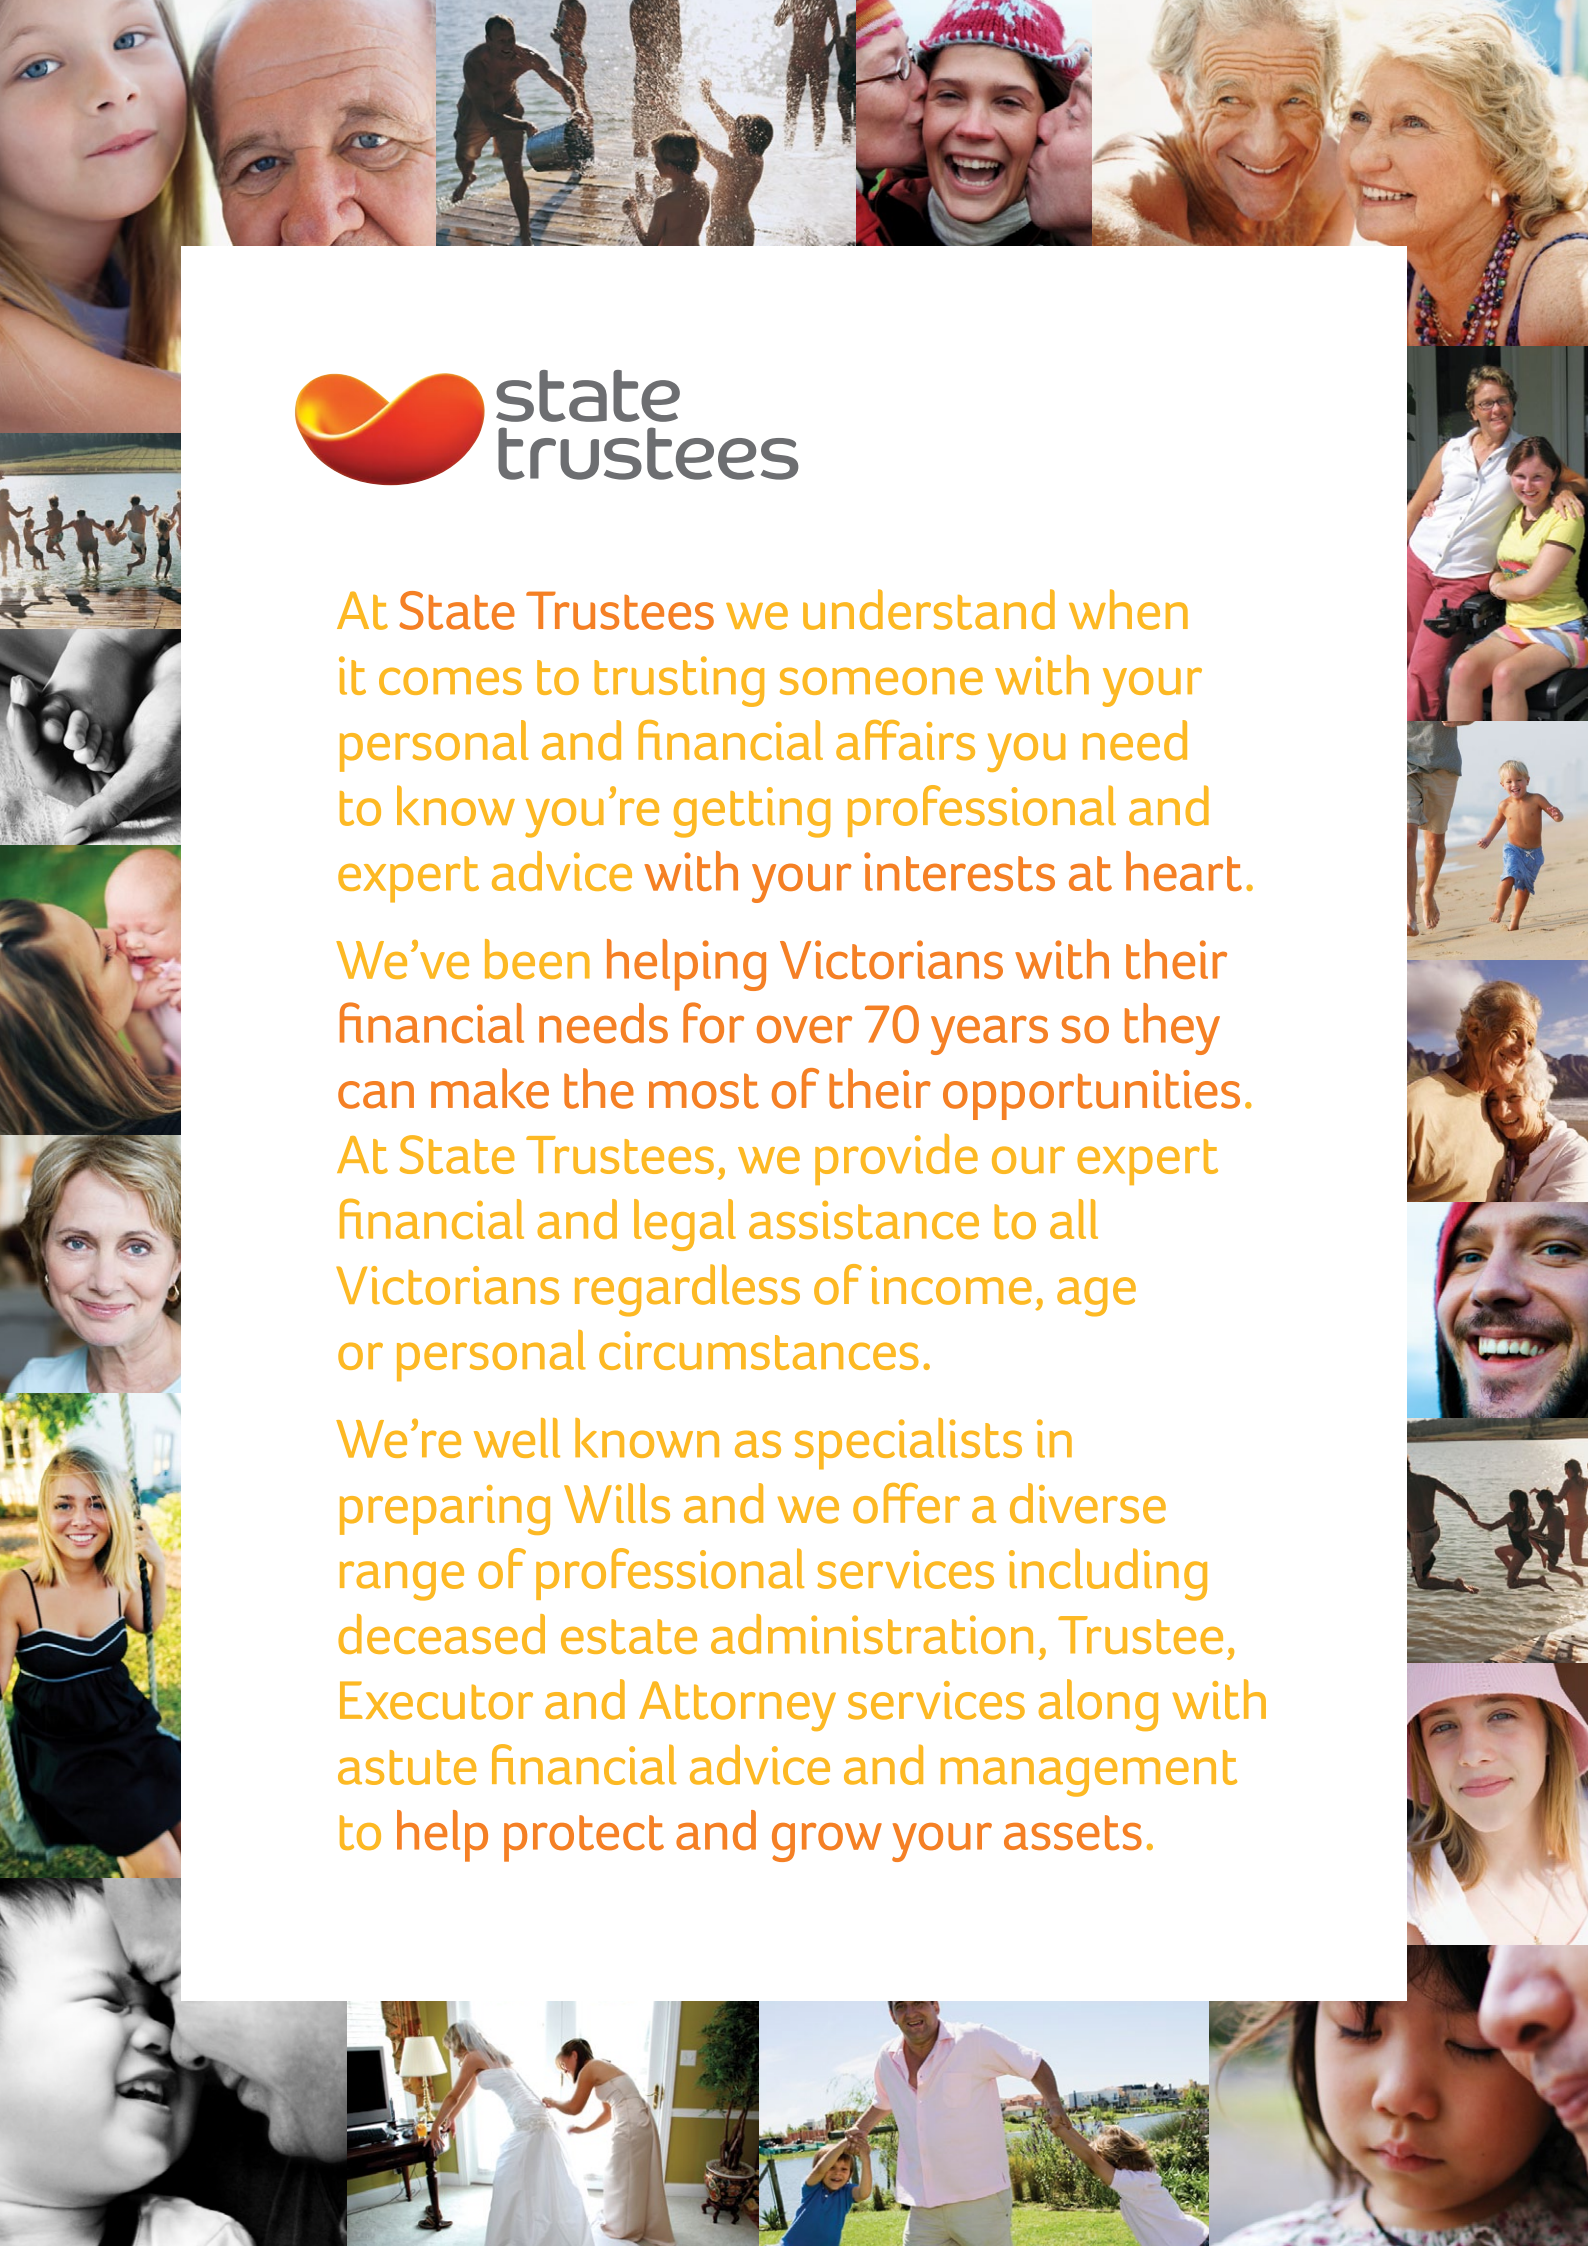 state
trustees
At State Trustees we understand when
it comes to trusting someone with your
personal and financial affairs you need
to know you’re getting professional and
expert advice with your interests at heart.
We’ve been helping Victorians with their
financial needs for over 70 years so they
can make the most of their opportunities.
At State Trustees, we provide our expert
financial and legal assistance to all
Victorians regardless of income, age
or personal circumstances.
We’re well known as specialists in
preparing Wills and we offer a diverse
range of professional services including
deceased estate administration, Trustee,
Executor and Attorney services along with
astute financial advice and management
to help protect and grow your assets.